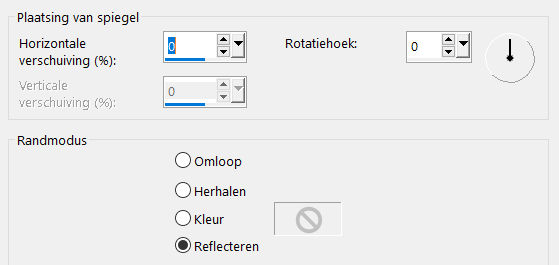 Plaatsing van spiegel
Horizontale verschuiving (%): 0 Rotatiehoek: 0
Verticale verschuiving (%): 0
Randmodus
Omloop
Herhalen
Kleur
Reflecteren